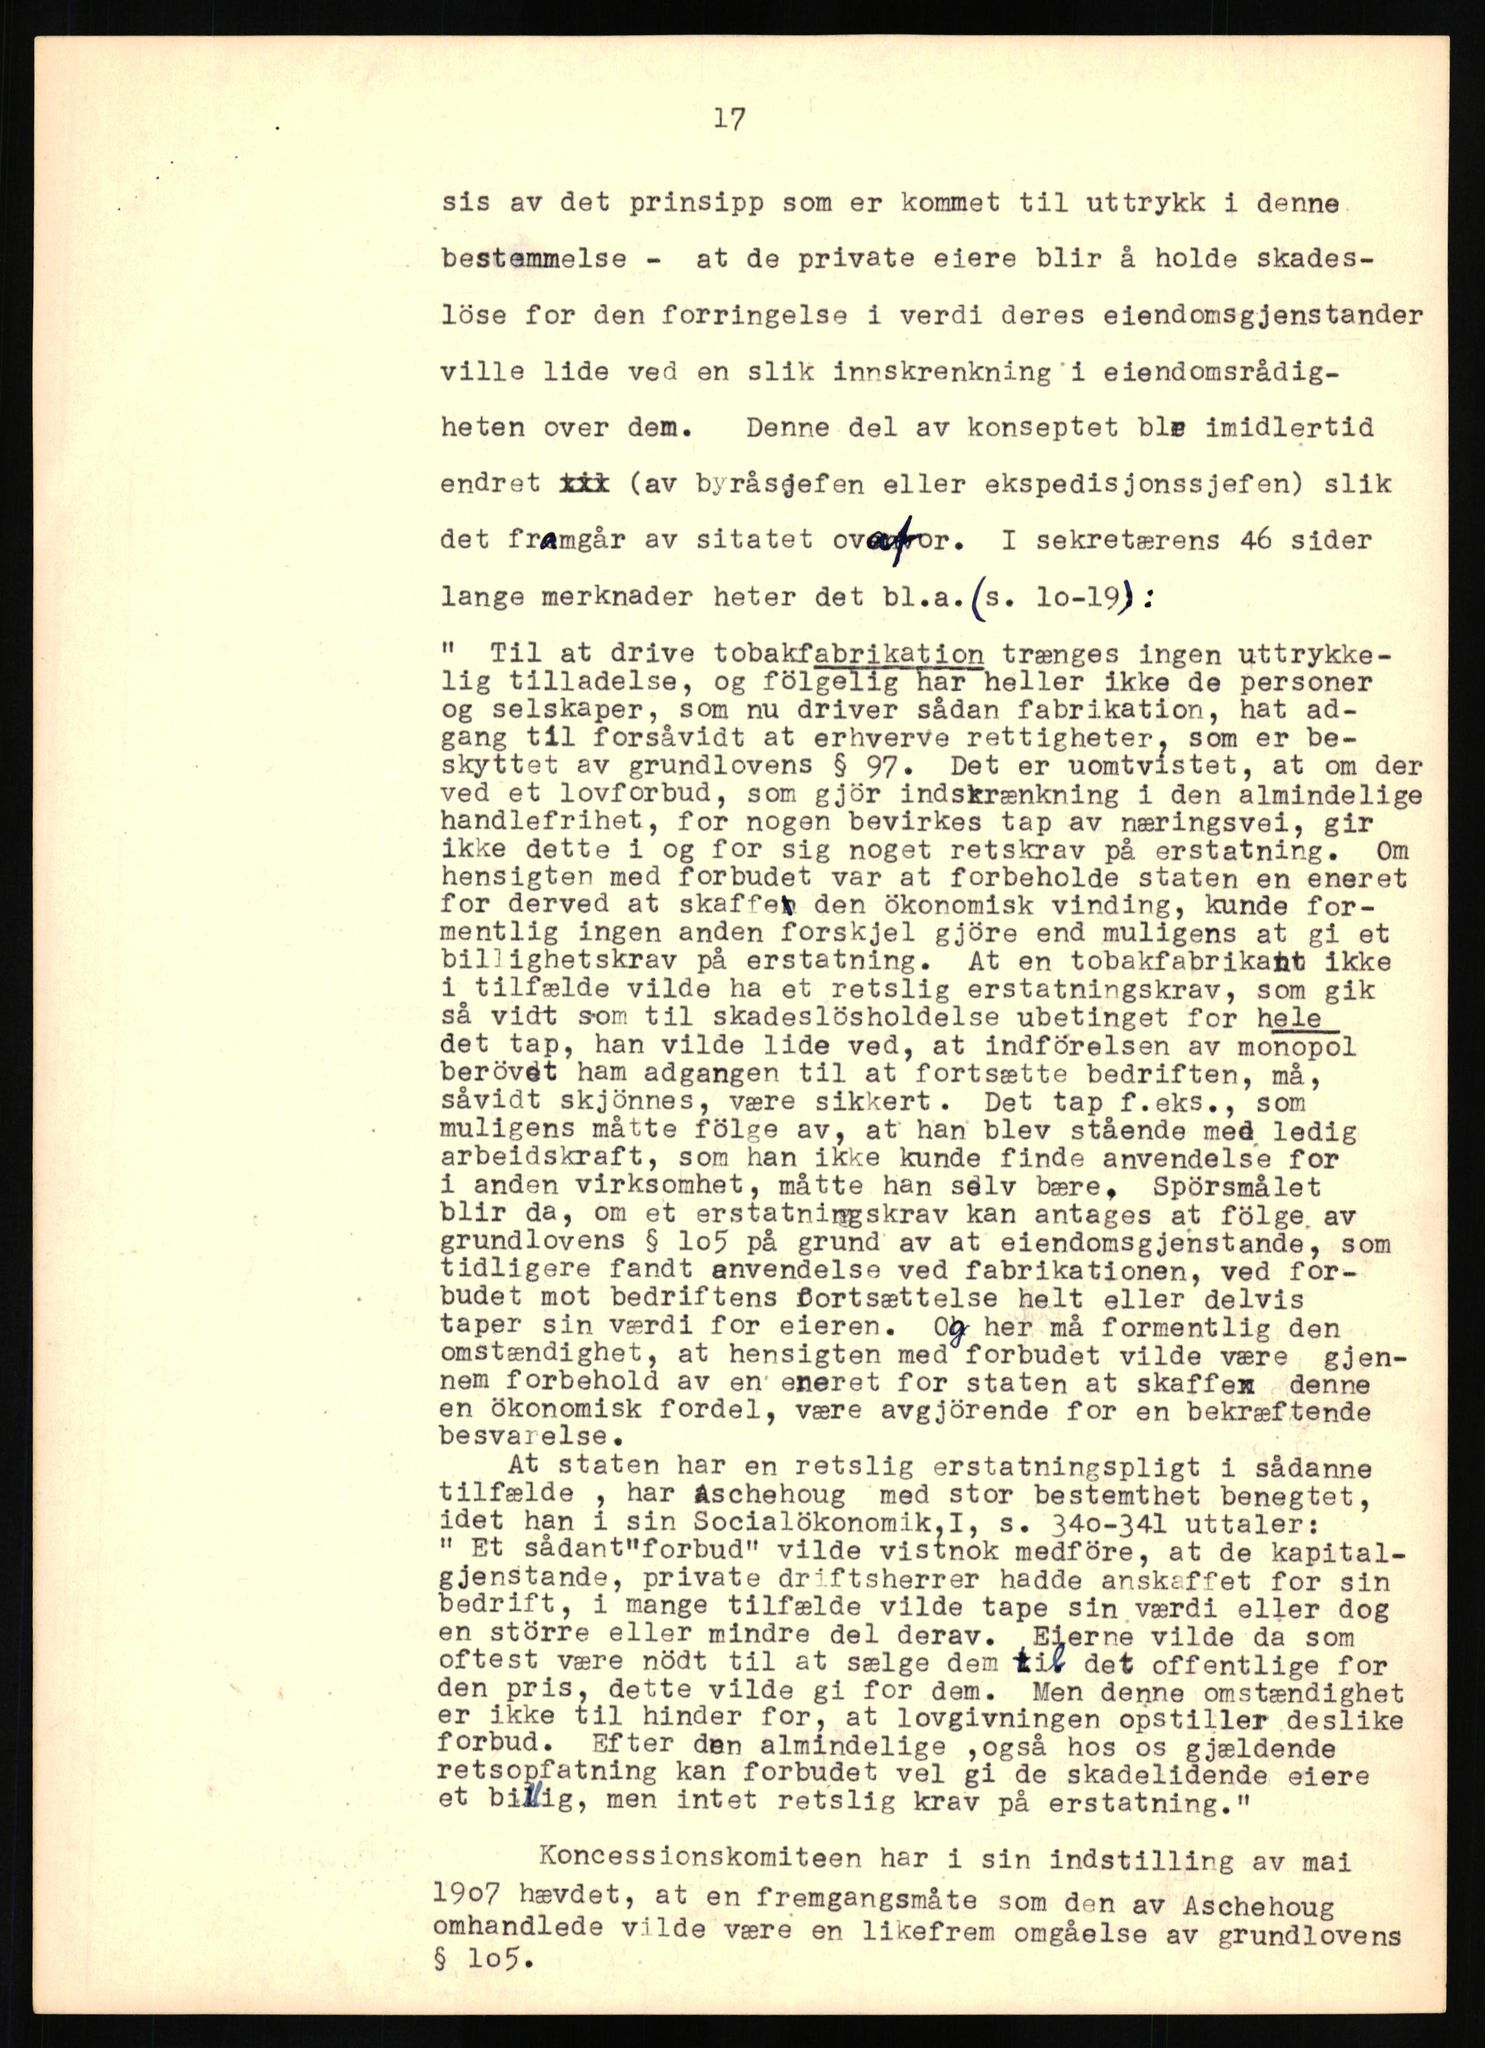 17
sis av det prinsipp som er kommet til uttrykk i denne
bestemmelse - at de private eiere blir å holde skades-
löse for den forringelse i verdi deres eiendomsgjenstander
ville lide ved en slik innskrenkning i eiendomsrådig-
heten over dem. Denne del av konseptet ble imidlertid
endret xxx (av byråsjefen eller ekspedisjonssjefen) slik
det framgår av sitatet ovafor. I sekretærens 46 sider
lange merknader heter det bl.a.(s. 1o-19):
" Til at drive tobakfabrikation trænges ingen uttrykke-
lig tilladelse, og fölgelig har heller ikke de personer
og selskaper, som nu driver sådan fabrikation, hat ad-
gang til forsåvidt at erhverve rettigheter, som er be-
skyttet av grundlovens § 97. Det er uomtvistet, at om der
ved et lovforbud, som gjör indskrænkning i den almindelige
handlefrihet, for nogen bevirkes tap av næringsvei, gir
ikke dette i og for sig noget retskrav på erstatning. Om
hensigten med forbudet var at forbeholde staten en eneret
for derved at skaffe den ökonomisk vinding, kunde for-
mentlig ingen anden forskjel gjöre end muligens at gi et
billighetskrav på erstatning. At en tobakfabrikant ikke
i tilfælde vilde ha et retslig erstatningskrav, som gik
så vidt som til skadeslösholdelse ubetinget for hele
det tap, han vilde lide ved, at indförelsen av monopol
berövet ham adgangen til at fortsætte bedriften, må,
såvidt skjönnes, være sikkert. Det tap f.eks., som
muligens måtte fölge av, at han blev stående med ledig
arbeidskraft, som han ikke kunde finde anvendelse for
i anden virksomhet, måtte han selv bære. Spörsmålet
blir da, om et erstatningskrav kan antages at fölge av
grundlovens § 1o5 på grund av at eiendomsgjenstande, som
tidligere fandt anvendelse ved fabrikationen, ved for-
budet mot bedriftens fortsættelse helt eller delvis
taper sin værdi for eieren. Og her må formentlig den
omstændighet, at hensigten med forbudet vilde være gjen-
nem forbehold av en eneret for staten at skaffex denne
en ökonomisk fordel, være avgjörende for en bekræftende
besvarelse.
At staten har en retslig erstatningspligt i sådanne
tilfælde , har Aschehoug med stor bestemthet benegtet,
idet han i sin Socialökonomik,I, s. 34o-341 uttaler:
" Et sådant"forbud" vilde vistnok medföre, at de kapital-
gjenstande, private driftsherrer hadde anskaffet for sin
bedrift, i mange tilfælde vilde tape sin værdi eller dog
en större eller mindre del derav. Eierne vilde da som
oftest være nödt til at sælge dem til det offentlige for
den pris, dette vilde gi for dem. Men denne omstændighet
er ikke til hinder for, at lovgivningen opstiller deslike
forbud. Efter den almindelige ,også hos os gjældende
retsopfatning kan forbudet vel gi de skadelidende eiere
et billig, men intet retslig krav på erstatning."
Koncessionskomiteen har i sin indstilling av mai
19o7 hævdet, at en fremgangsmåte som den av Aschehoug
omhandlede vilde være en likefrem omgåelse av grundlovens
§ 1o5.